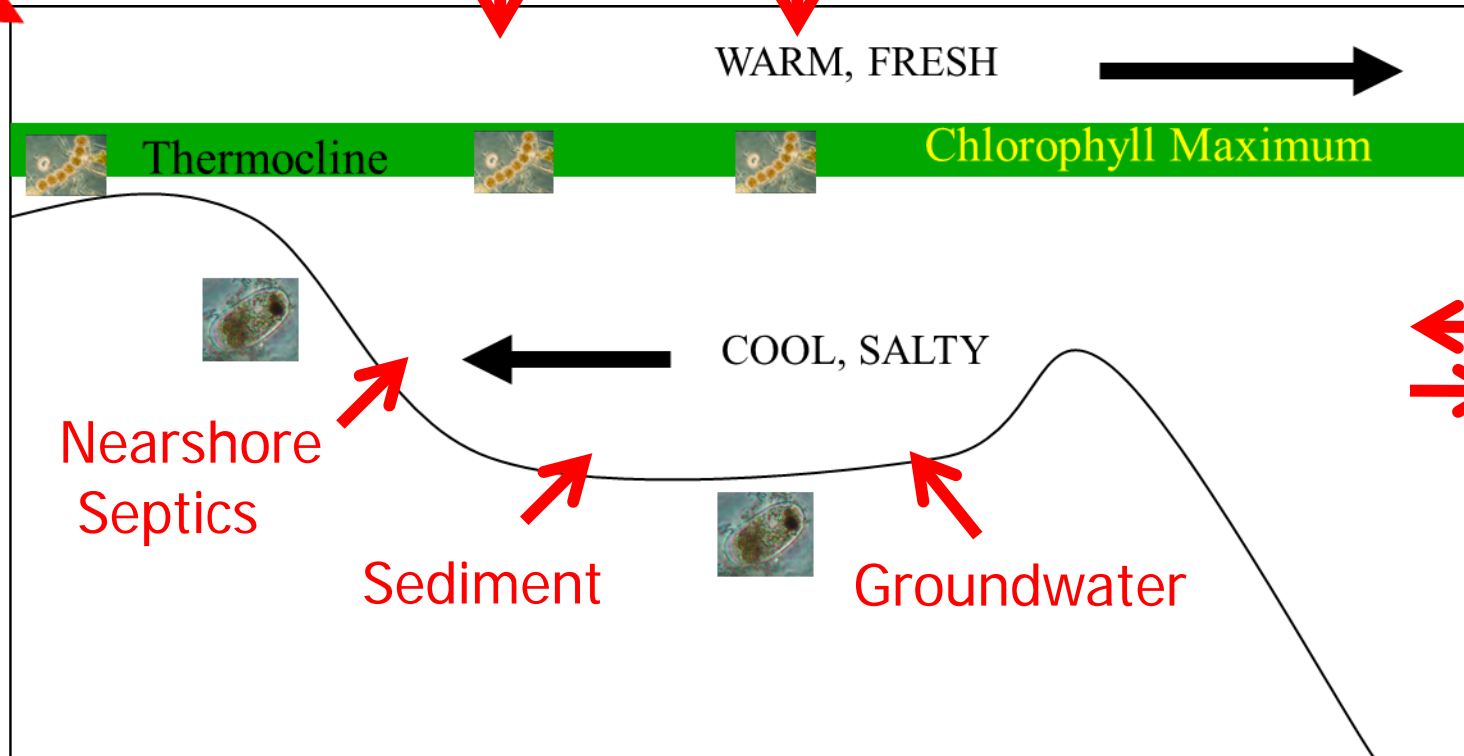 WARM, FRESH
Thermocline
Chlorophyll Maximum
COOL, SALTY
Nearshore
Septics
Sediment
Groundwater